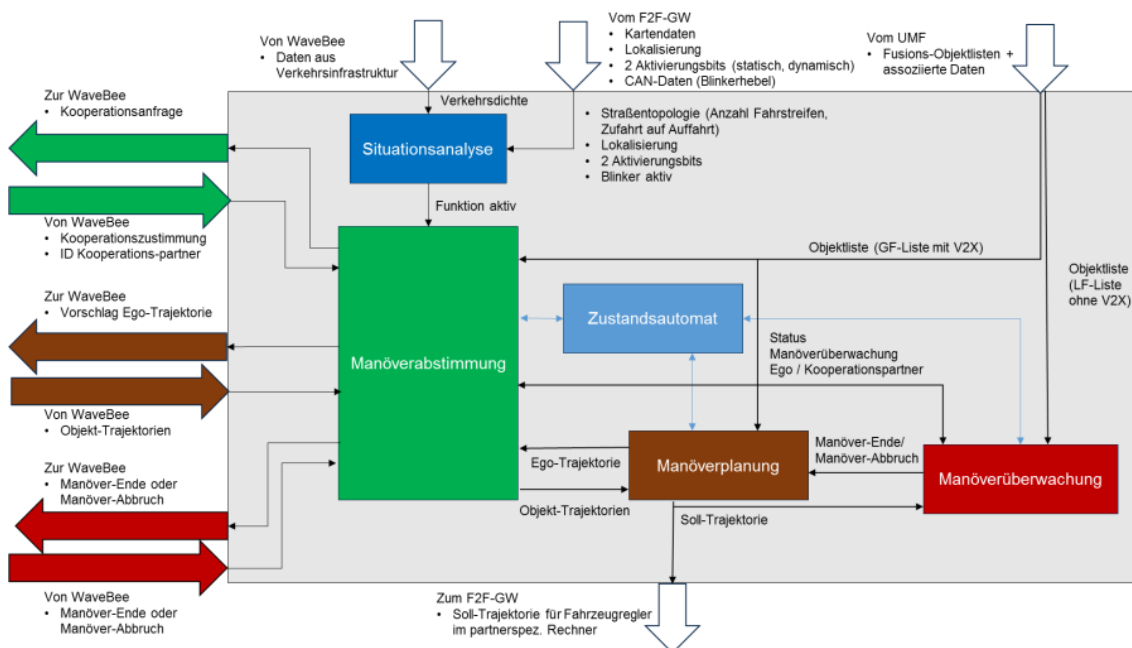 Von WaveBee
• Daten aus
Verkehrsinfrastruktur
Vom F2F-GW
• Kartendaten
• Lokalisierung
• 2 Aktivierungsbits (statisch, dynamisch)
• CAN-Daten (Blinkerhebel)
Vom UMF
• Fusions-Objektlisten +
assoziierte Daten
Zur WaveBee
• Kooperationsanfrage
Verkehrsdichte
Situationsanalyse
• Straßentopologie (Anzahl Fahrstreifen,
Zufahrt auf Auffahrt)
• Lokalisierung
• 2 Aktivierungsbits
• Blinker aktiv
Funktion aktiv
Von WaveBee
• Kooperationszustimmung
• ID Kooperations-partner
Objektliste (GF-Liste mit V2X)
Objektliste
(LF-Liste
ohne V2X)
Zur WaveBee
• Vorschlag Ego-Trajektorie
Zustandsautomat
Manöverabstimmung
Status
Manöverüberwachung
Ego / Kooperationspartner
Von WaveBee
• Objekt-Trajektorien
Ego-Trajektorie
Manöverplanung
Manöver-Ende/
Manöver-Abbruch
Manöverüberwachung
Zur WaveBee
• Manöver-Ende oder
Manöver-Abbruch
Objekt-Trajektorien
Soll-Trajektorie
Von WaveBee
• Manöver-Ende oder
Manöver-Abbruch
Zum F2F-GW
• Soll-Trajektorie für Fahrzeugregler
im partnerspez. Rechner